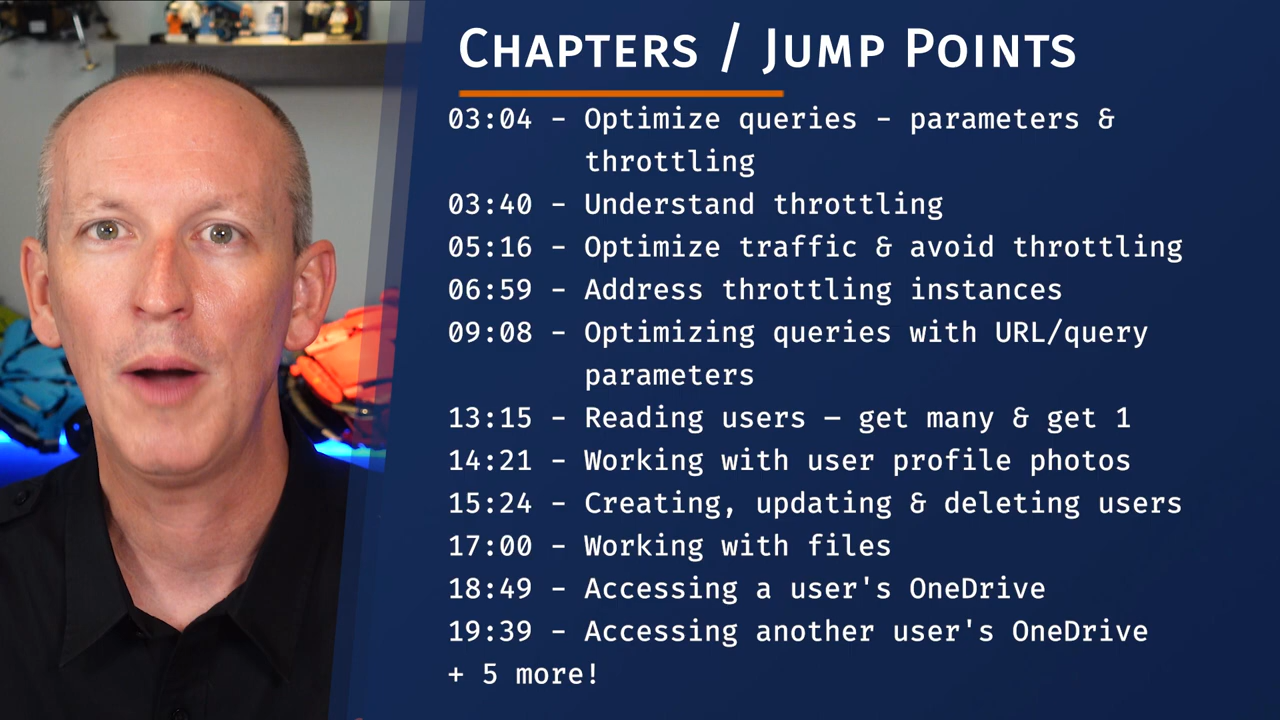 Chapters / Jump Points
03:04 – Optimize queries – parameters &
throttling
03:40 – Understand throttling
05:16 – Optimize traffic & avoid throttling
06:59 – Address throttling instances
09:08 – Optimizing queries with URL/query
parameters
13:15 – Reading users – get many & get 1
14:21 – Working with user profile photos
15:24 – Creating, updating & deleting users
17:00 – Working with files
18:49 – Accessing a user's OneDrive
19:39 – Accessing another user's OneDrive
+ 5 more!